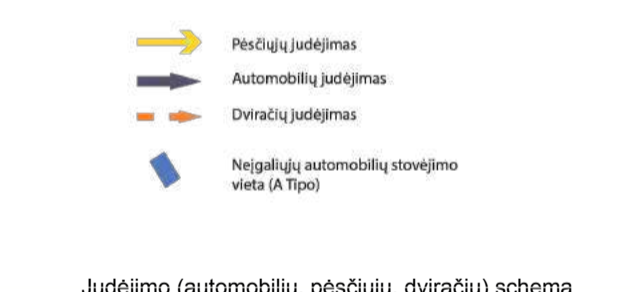 Pėsčiųjų judėjimas
Automobilių judėjimas
Dviračių judėjimas
Neįgaliųjų automobilių stovėjimo
vieta (A Tipo)
Judėjimo (automobilių, pėsčiųjų, dviračių) schema